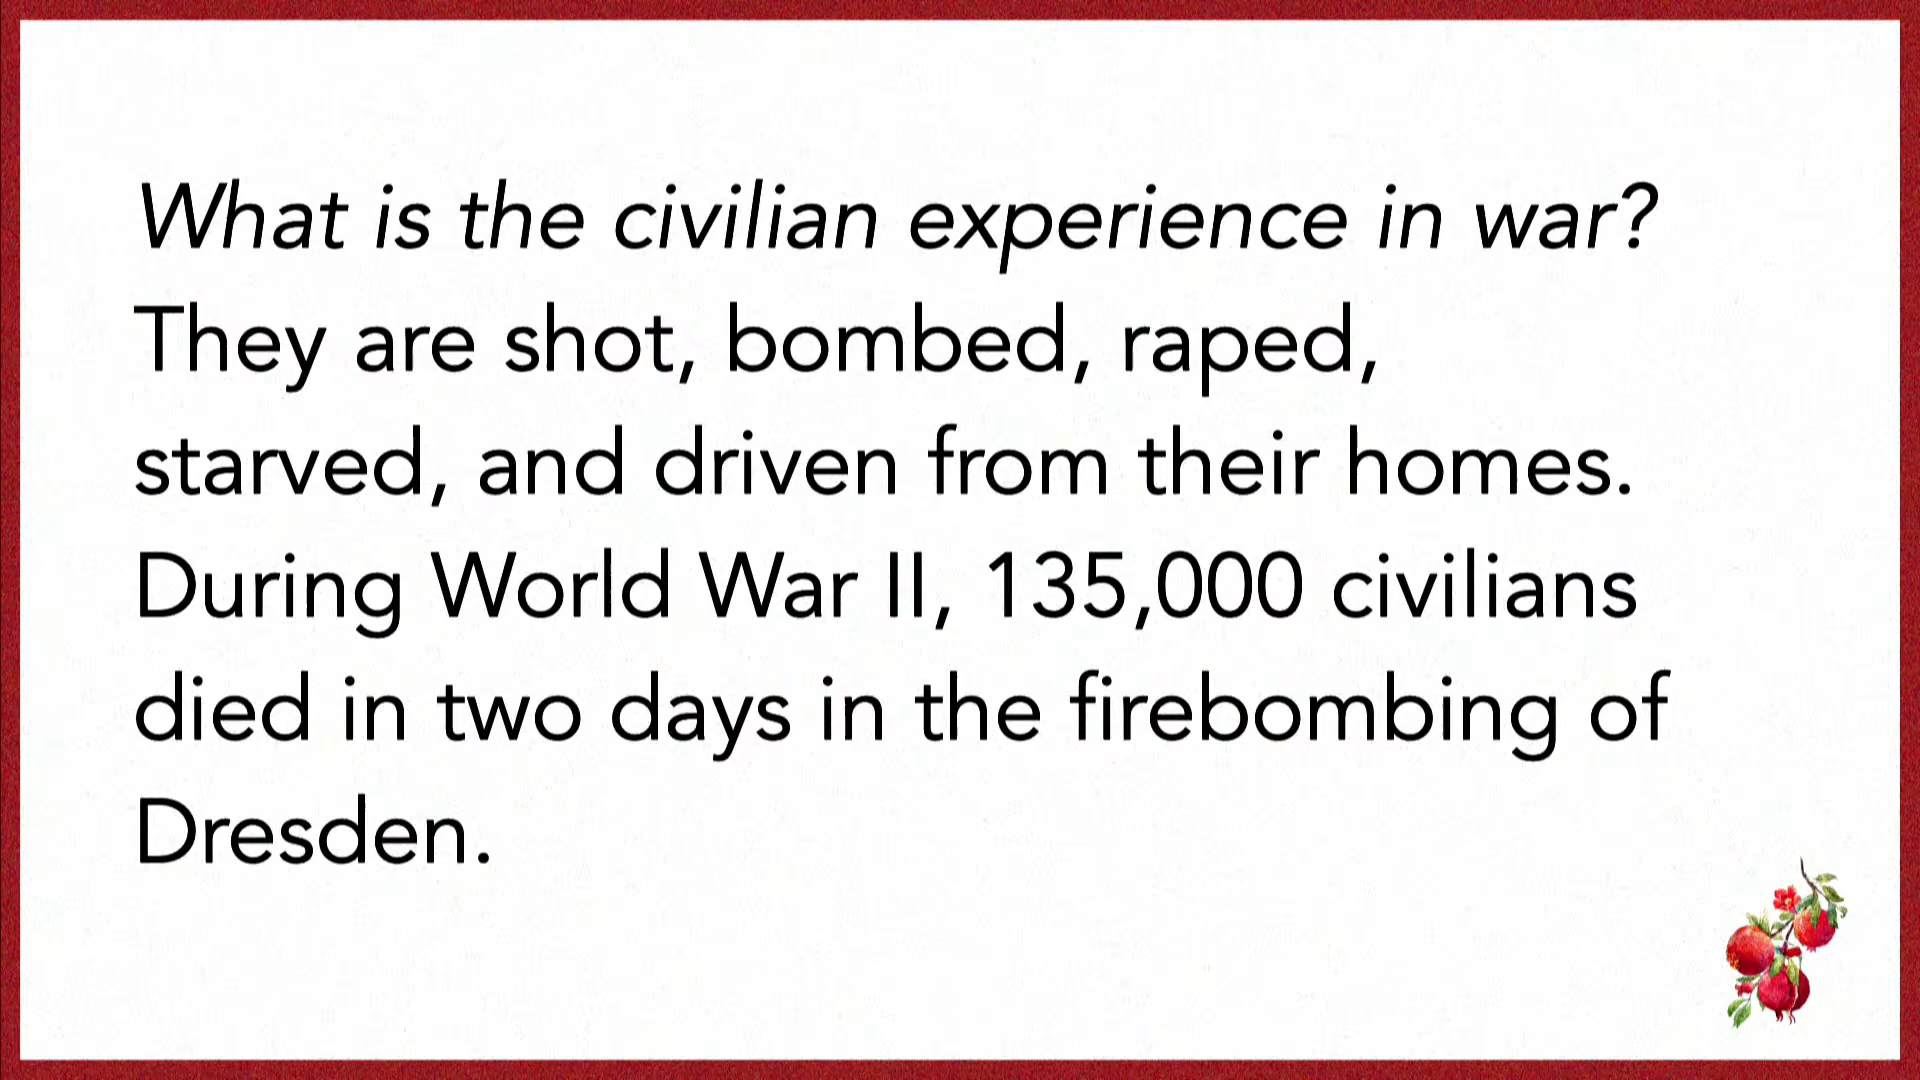 What is the civilian experience in war?
They are shot, bombed, raped,
starved, and driven from their homes.
During World War II, 135,000 civilians
died in two days in the firebombing of
Dresden.